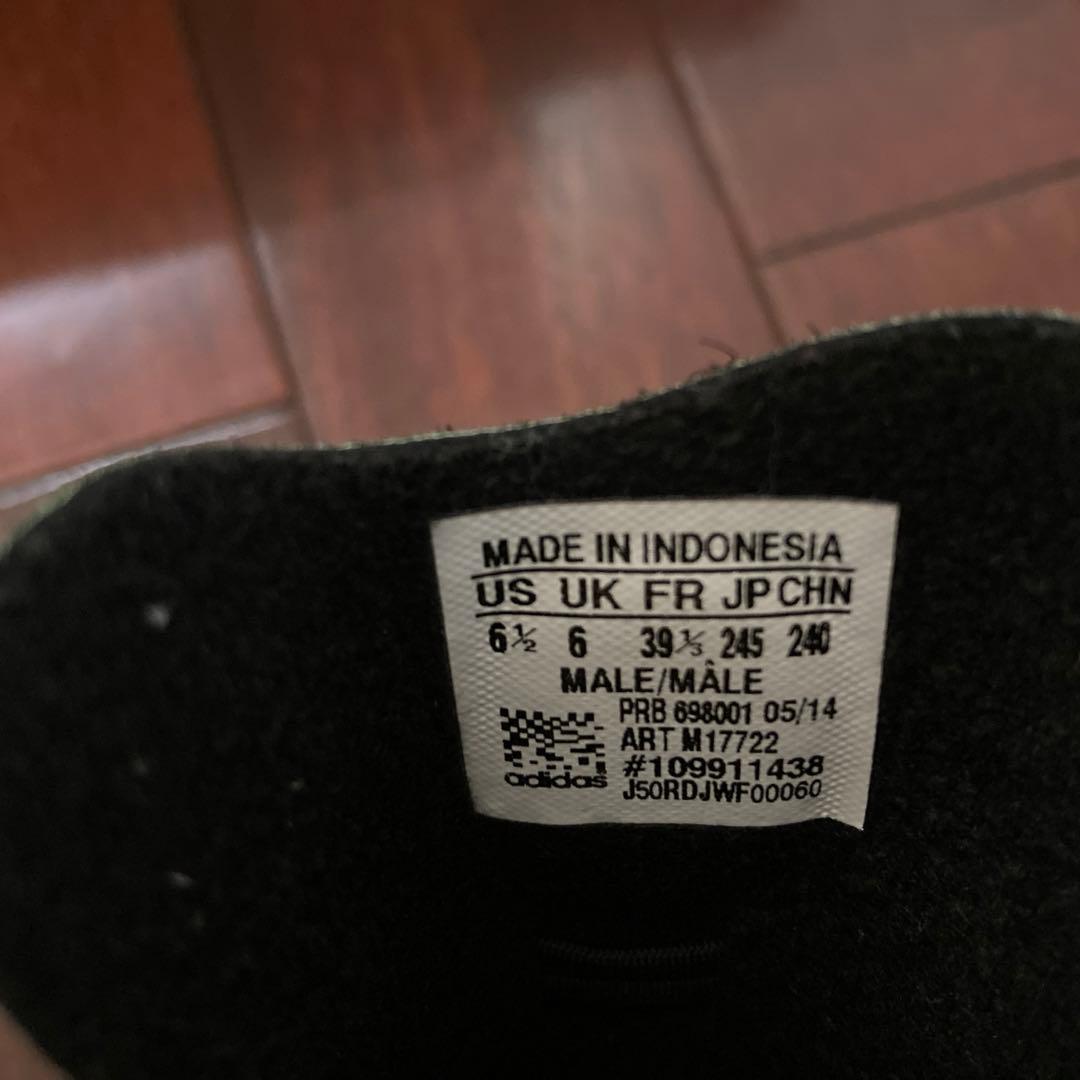 MADE IN INDONESIA
US UK FR JP CHN
6½ 6 39⅓ 245 240
MALE/MÂLE
PRB 698001 05/14
ART M17722
#109911438
J50RDJWF00060
adidas